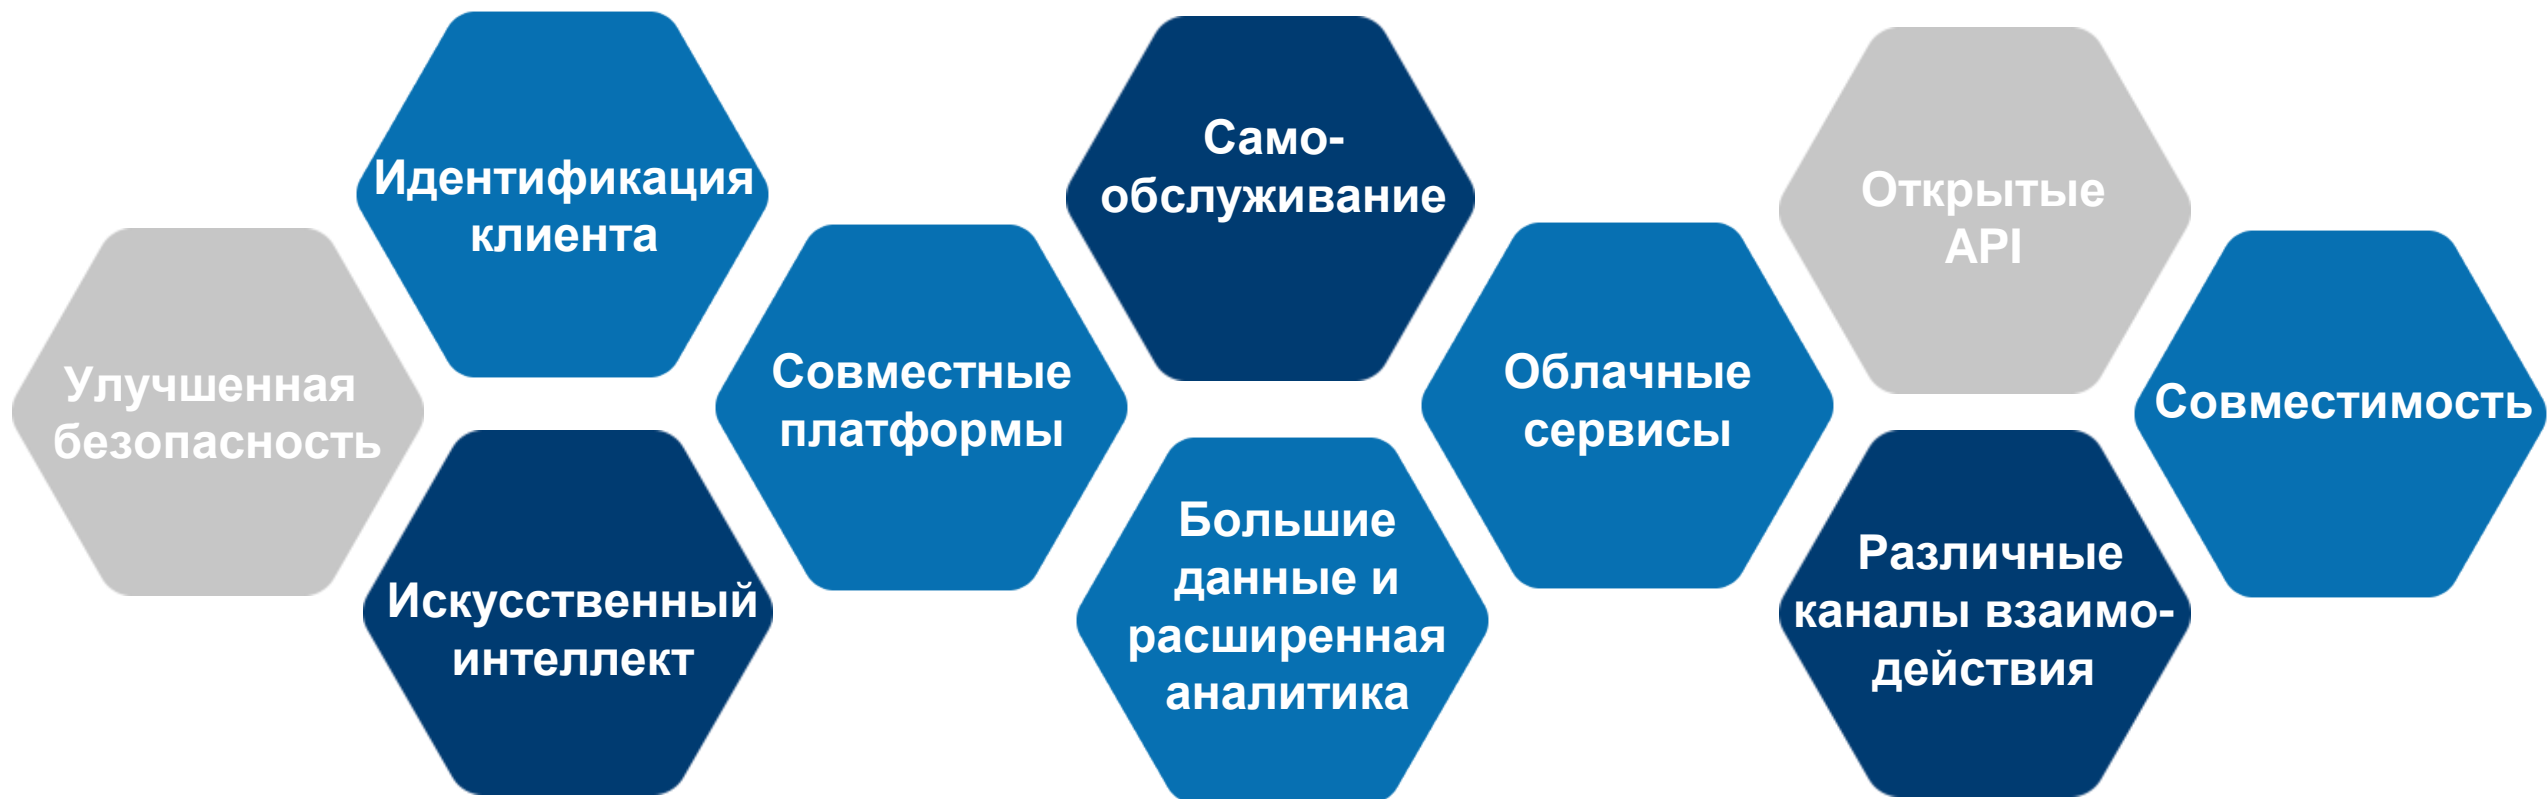 Улучшенная
безопасность
Идентификация
клиента
Искусственный
интеллект
Совместные
платформы
Само-
обслуживание
Большие
данные и
расширенная
аналитика
Облачные
сервисы
Открытые
API
Различные
каналы взаимо-
действия
Совместимость